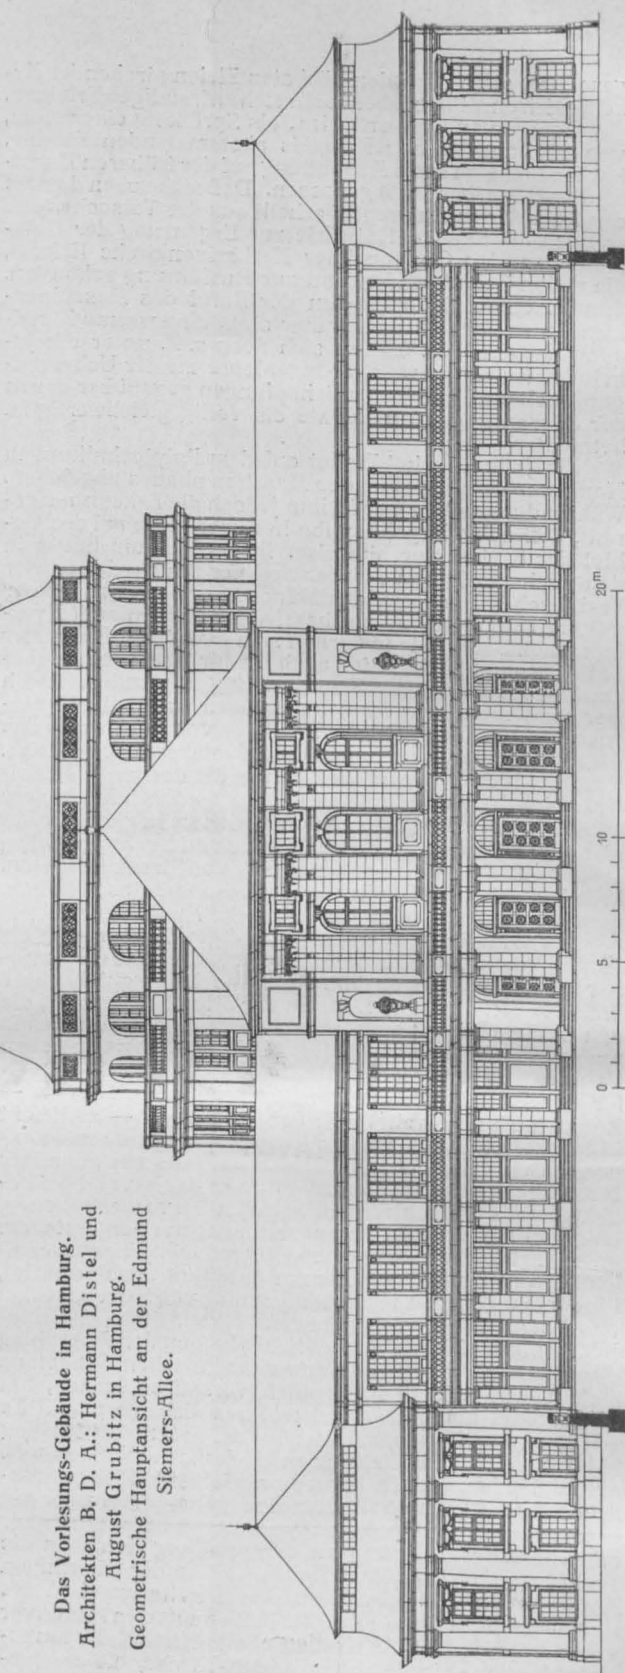 Das Vorlesungs-Gebäude in Hamburg.
Architekten B. D. A.: Hermann Distel und
August Grubitz in Hamburg.
Geometrische Hauptansicht an der Edmund
Siemers-Allee.
0 5 10 20m